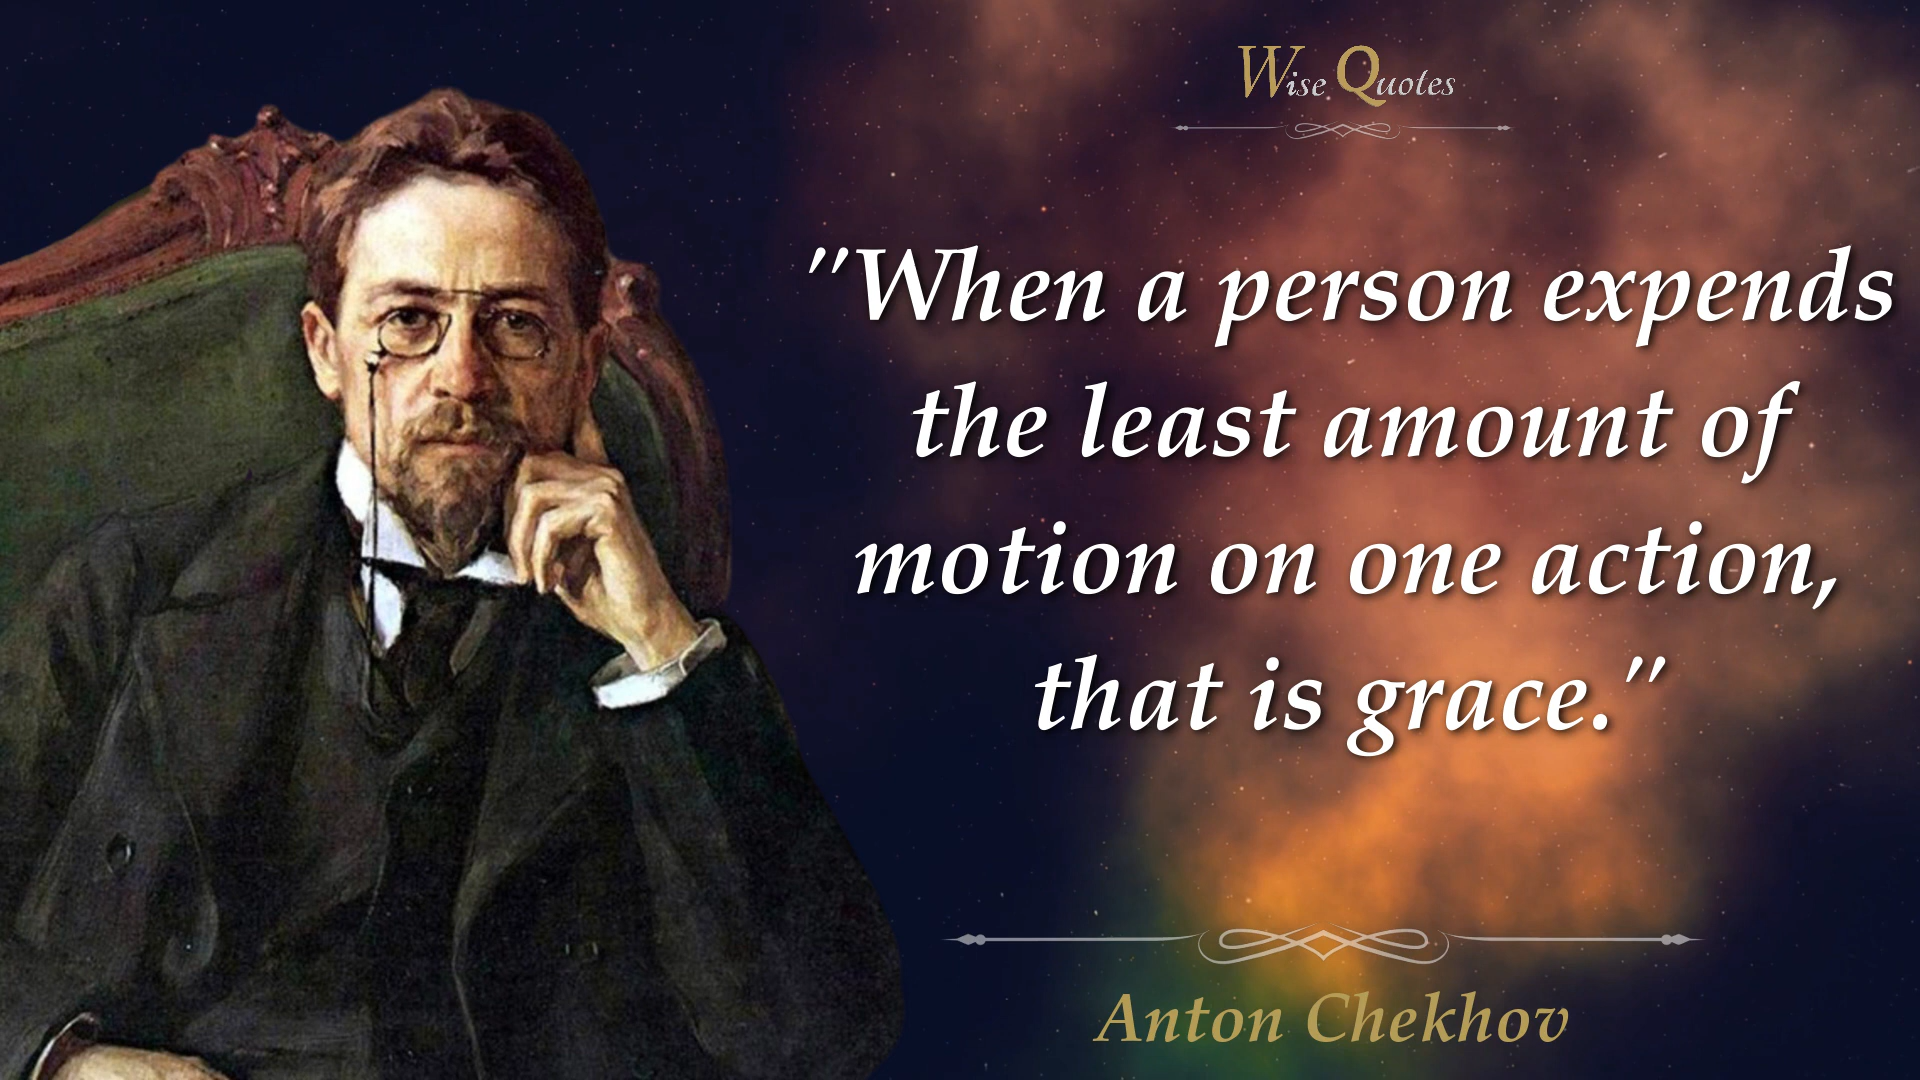 Wise Quotes
"When a person expends
the least amount of
motion on one action,
that is grace."
Anton Chekhov